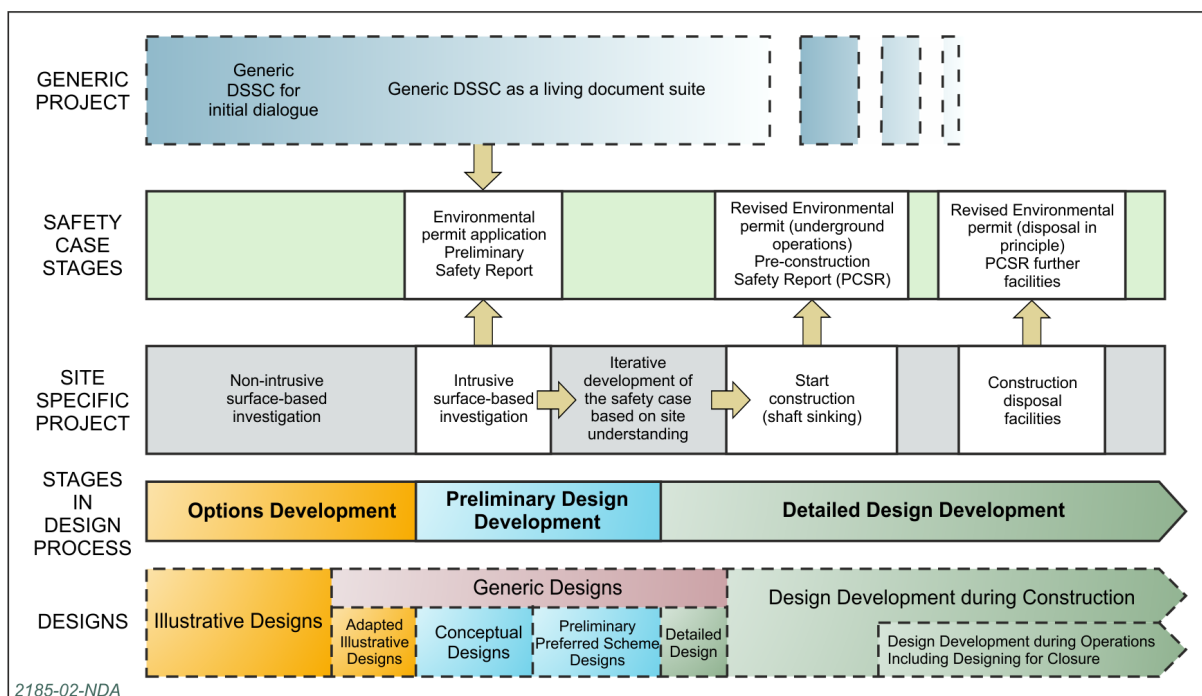 GENERIC
PROJECT
Generic
DSSC for
initial dialogue
Generic DSSC as a living document suite
SAFETY
CASE
STAGES
Environmental
permit application
Preliminary
Safety Report
Revised Environmental
permit (underground
operations)
Pre-construction
Safety Report (PCSR)
Revised Environmental
permit (disposal in
principle)
PCSR further
facilities
SITE
SPECIFIC
PROJECT
Non-intrusive
surface-based
investigation
Intrusive
surface-based
investigation
Iterative
development of
the safety case
based on site
understanding
Start
construction
(shaft sinking)
Construction
disposal
facilities
STAGES
IN
DESIGN
PROCESS
Options Development
Preliminary Design
Development
Detailed Design Development
DESIGNS
Illustrative Designs
Generic Designs
Adapted
Illustrative
Designs
Conceptual
Designs
Preliminary
Preferred Scheme
Designs
Detailed
Design
Design Development during Construction
Design Development during Operations
Including Designing for Closure
2185-02-NDA